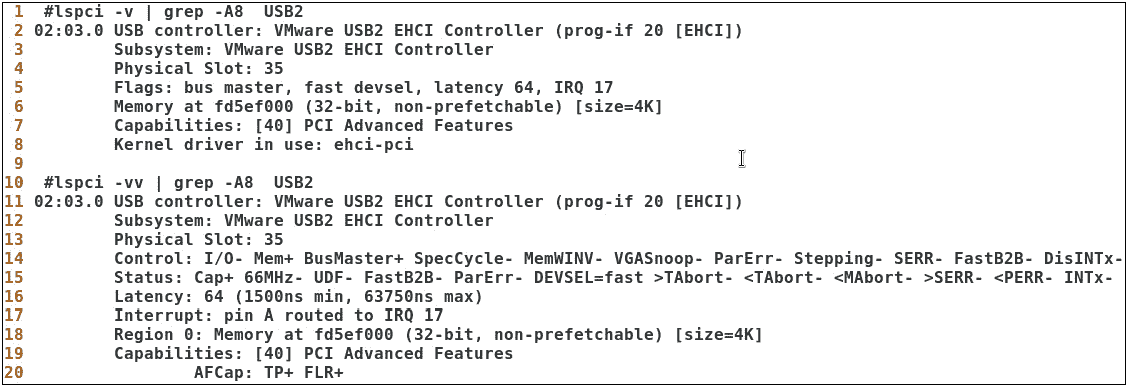 1  #lspci -v | grep -A8  USB2
2 02:03.0 USB controller: VMware USB2 EHCI Controller (prog-if 20 [EHCI])
3         Subsystem: VMware USB2 EHCI Controller
4         Physical Slot: 35
5         Flags: bus master, fast devsel, latency 64, IRQ 17
6         Memory at fd5ef000 (32-bit, non-prefetchable) [size=4K]
7         Capabilities: [40] PCI Advanced Features
8         Kernel driver in use: ehci-pci
9
10  #lspci -vv | grep -A8  USB2
11 02:03.0 USB controller: VMware USB2 EHCI Controller (prog-if 20 [EHCI])
12         Subsystem: VMware USB2 EHCI Controller
13         Physical Slot: 35
14         Control: I/O- Mem+ BusMaster+ SpecCycle- MemWINV- VGASnoop- ParErr- Stepping- SERR- FastB2B- DisINTx-
15         Status: Cap+ 66MHz- UDF- FastB2B- ParErr- DEVSEL=fast >TAbort- <TAbort- <MAbort- >SERR- <PERR- INTx-
16         Latency: 64 (1500ns min, 63750ns max)
17         Interrupt: pin A routed to IRQ 17
18         Region 0: Memory at fd5ef000 (32-bit, non-prefetchable) [size=4K]
19         Capabilities: [40] PCI Advanced Features
20                 AFCap: TP+ FLR+